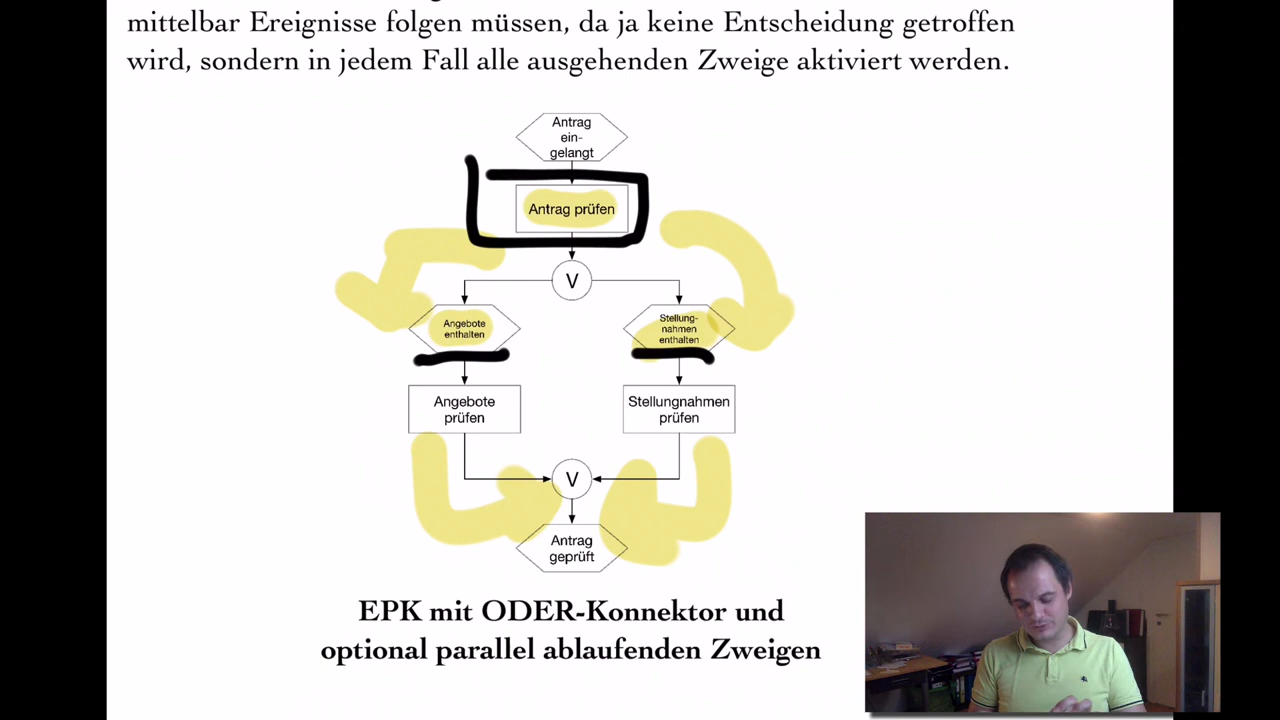 mittelbar Ereignisse folgen müssen, da ja keine Entscheidung getroffen
wird, sondern in jedem Fall alle ausgehenden Zweige aktiviert werden.
Antrag
ein-
gelangt
Antrag prüfen
V
Angebote
enthalten
Stellung-
nahmen
enthalten
Angebote
prüfen
Stellungnahmen
prüfen
V
Antrag
geprüft
EPK mit ODER-Konnektor und
optional parallel ablaufenden Zweigen